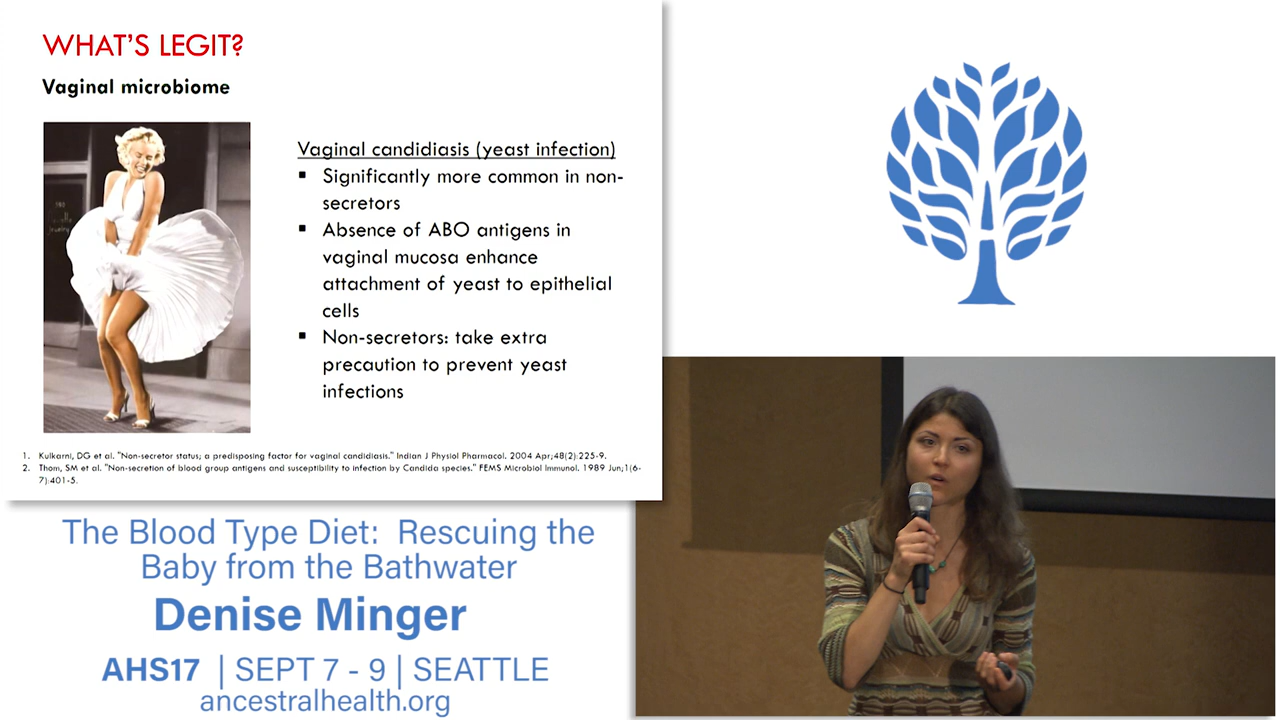 WHAT'S LEGIT?
Vaginal microbiome
Vaginal candidiasis (yeast infection)
▪ Significantly more common in non-
secretors
▪ Absence of ABO antigens in
vaginal mucosa enhance
attachment of yeast to epithelial
cells
▪ Non-secretors: take extra
precaution to prevent yeast
infections
1. Kulkarni, DG et al. "Non-secretor status; a predisposing factor for vaginal candidiasis." Indian J Physiol Pharmacol. 2004 Apr;48(2):225-9.
2. Thom, SM et al. "Non-secretion of blood group antigens and susceptibility to infection by Candida species." FEMS Microbiol Immunol. 1989 Jun;1(6-
7):401-5.
The Blood Type Diet: Rescuing the
Baby from the Bathwater
Denise Minger
AHS17 | SEPT 7 - 9 | SEATTLE
ancestralhealth.org